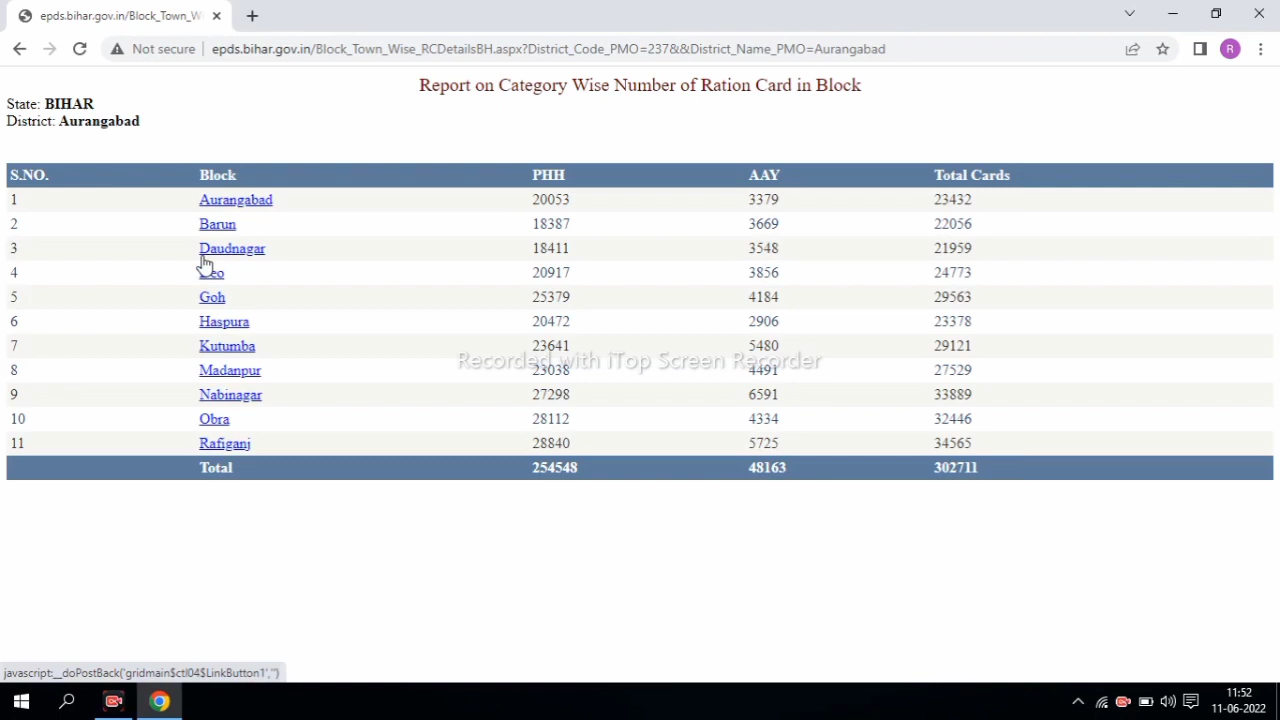 epds.bihar.gov.in/Block_Town_W
Not secure epds.bihar.gov.in/Block_Town_Wise_RCDetailsBH.aspx?District_Code_PMO=237&&District_Name_PMO=Aurangabad R
Report on Category Wise Number of Ration Card in Block
State: BIHAR
District: Aurangabad
S.NO. Block PHH AAY Total Cards
1 Aurangabad 20053 3379 23432
2 Barun 18387 3669 22056
3 Daudnagar 18411 3548 21959
4 Deo 20917 3856 24773
5 Goh 25379 4184 29563
6 Haspura 20472 2906 23378
7 Kutumba 23641 5480 29121
Recorded with iTop Screen Recorder
8 Madanpur 23038 4491 27529
9 Nabinagar 27298 6591 33889
10 Obra 28112 4334 32446
11 Rafiganj 28840 5725 34565
Total 254548 48163 302711
javascript:__doPostBack('gridmain$ctl04$LinkButton1','')
11:52
11-06-2022